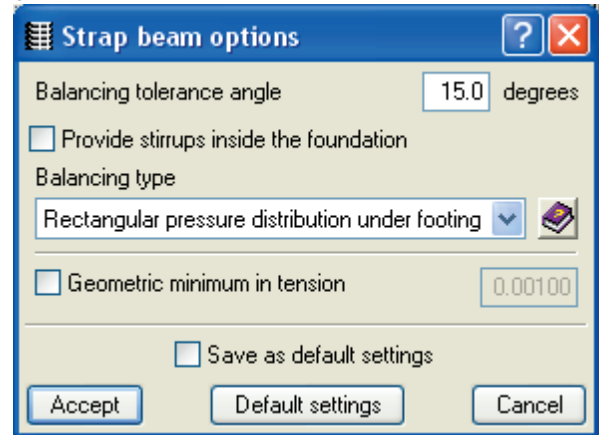 Strap beam options
Balancing tolerance angle 15.0 degrees
Provide stirrups inside the foundation
Balancing type
Rectangular pressure distribution under footing
Geometric minimum in tension 0.00100
Save as default settings
Accept Default settings Cancel